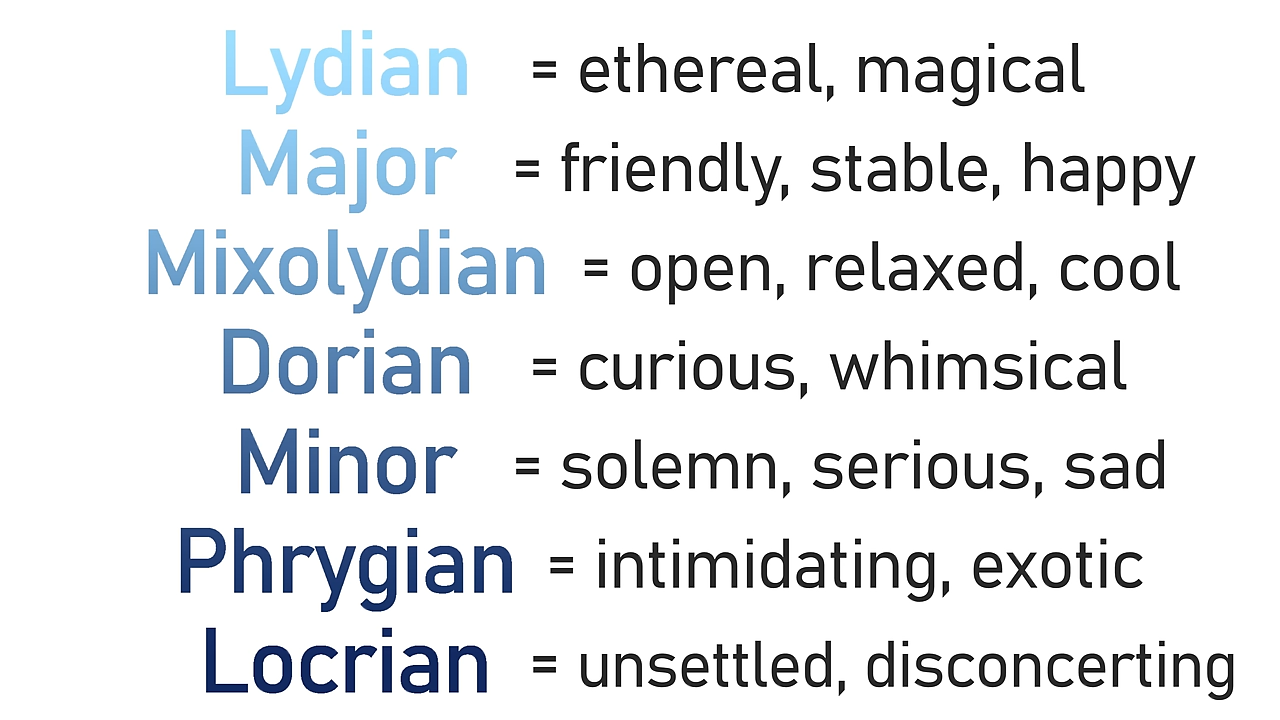 Lydian = ethereal, magical
Major = friendly, stable, happy
Mixolydian = open, relaxed, cool
Dorian = curious, whimsical
Minor = solemn, serious, sad
Phrygian = intimidating, exotic
Locrian = unsettled, disconcerting